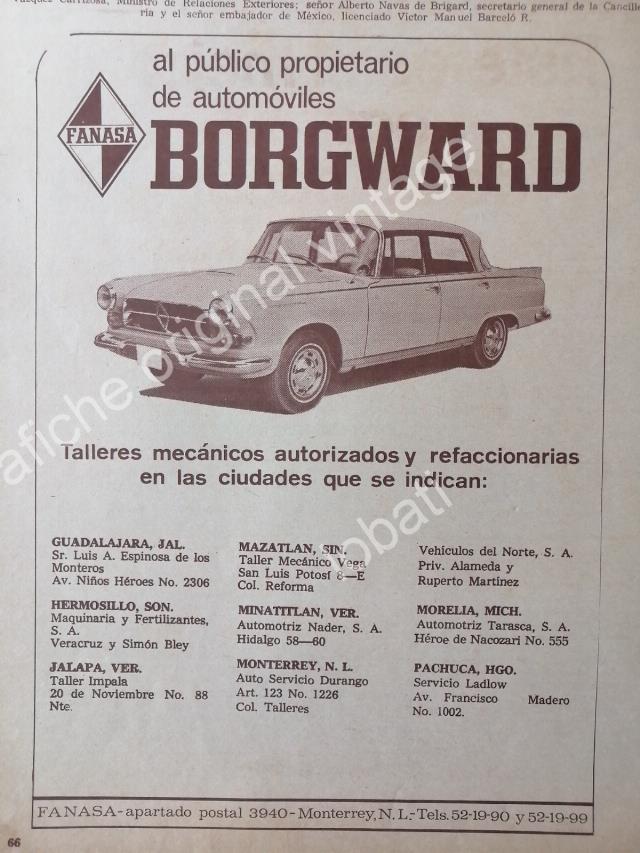 Vázquez Carrizosa, Ministro de Relaciones Exteriores; señor Alberto Navas de Brigard, secretario general de la Cancille
ría y el señor embajador de México, licenciado Víctor Manuel Barceló R.
al público propietario
de automóviles
FANASA
BORGWARD
Talleres mecánicos autorizados y refaccionarias
en las ciudades que se indican:
GUADALAJARA, JAL.
Sr. Luis A. Espinosa de los
Monteros
Av. Niños Héroes No. 2306
HERMOSILLO, SON.
Maquinaria y Fertilizantes,
S. A.
Veracruz y Simón Bley
JALAPA, VER.
Taller Impala
20 de Noviembre No. 88
Nte.
MAZATLAN, SIN.
Taller Mecánico Vega
San Luis Potosí 8—E
Col. Reforma
MINATITLAN, VER.
Automotriz Nader, S. A.
Hidalgo 58—60
MONTERREY, N. L.
Auto Servicio Durango
Art. 123 No. 1226
Col. Talleres
Vehículos del Norte, S. A.
Priv. Alameda y
Ruperto Martínez
MORELIA, MICH.
Automotriz Tarasca, S. A.
Héroe de Nacozari No. 555
PACHUCA, HGO.
Servicio Ladlow
Av. Francisco Madero
No. 1002.
FANASA-apartado postal 3940-Monterrey, N. L.-Tels. 52-19-90 y 52-19-99
66
afiche original vintage
lobati